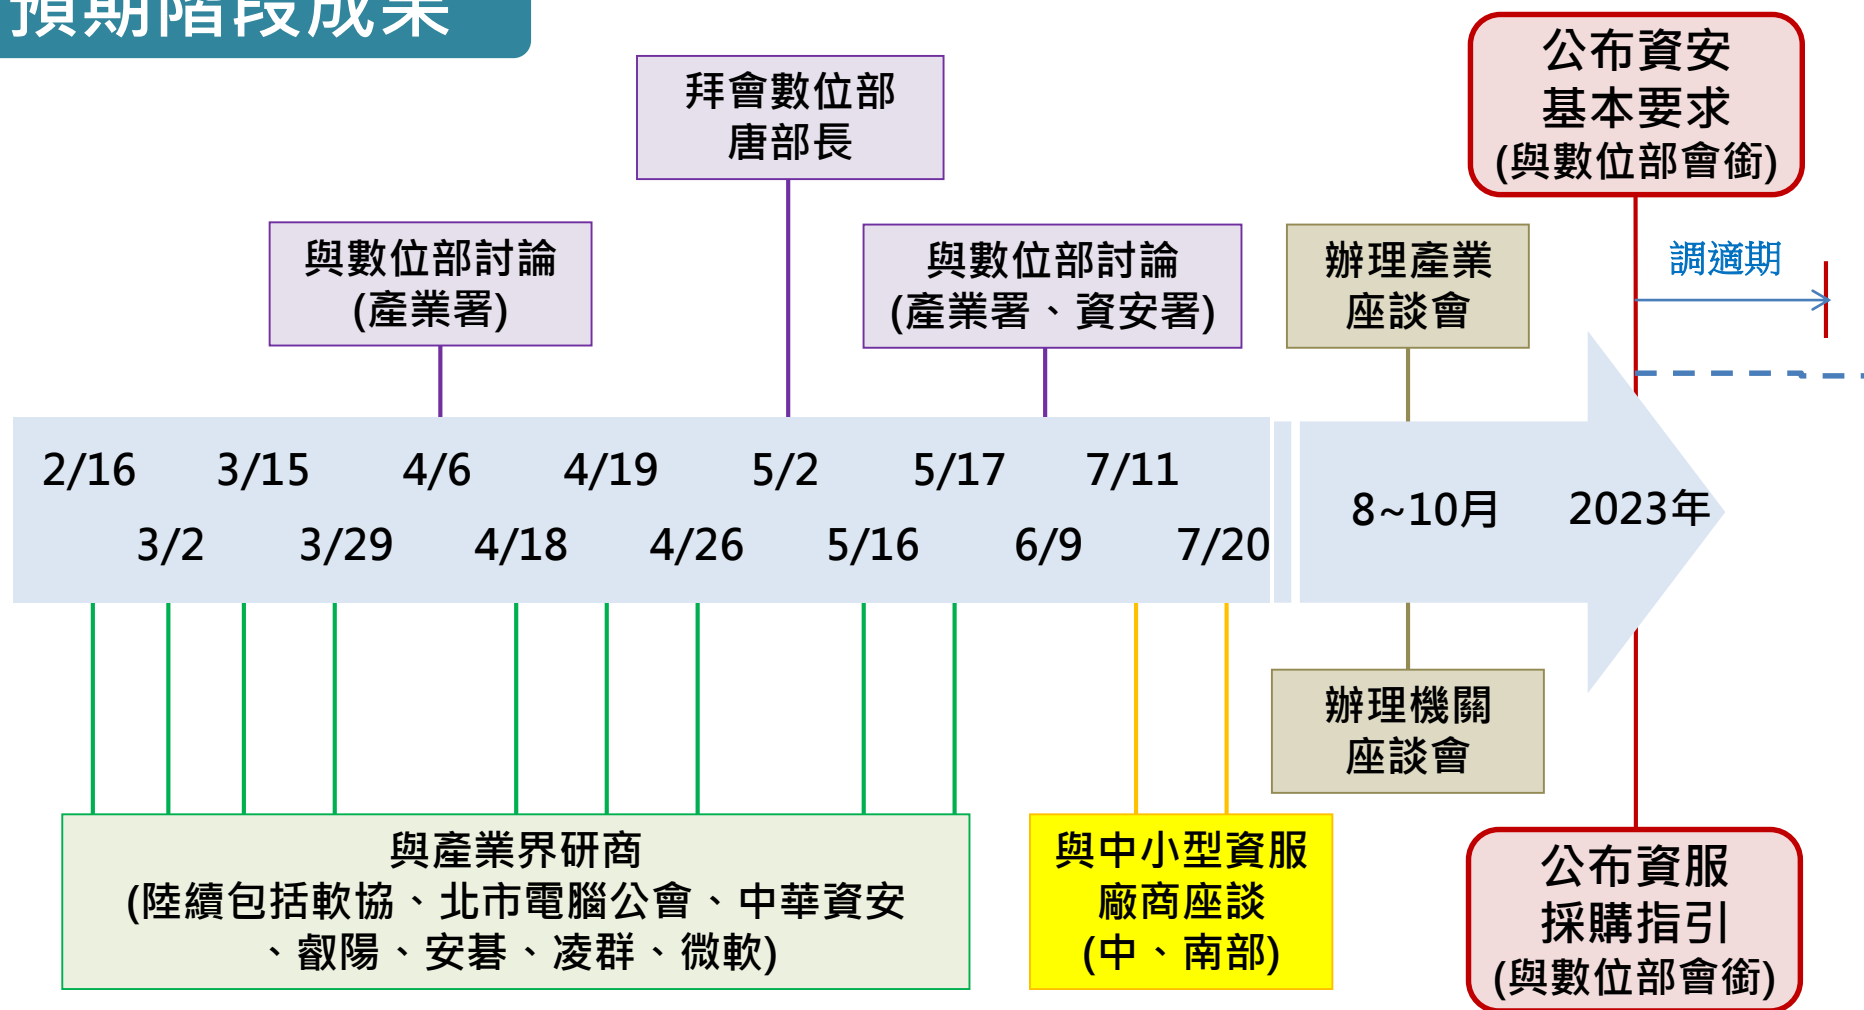 預期階段成果
拜會數位部
唐部長
公布資安
基本要求
(與數位部會銜)
與數位部討論
(產業署)
與數位部討論
(產業署、資安署)
辦理產業
座談會
調適期
2/16
3/15
4/6
4/19
5/2
5/17
7/11
3/2
3/29
4/18
4/26
5/16
6/9
7/20
8~10月
2023年
辦理機關
座談會
與產業界研商
(陸續包括軟協、北市電腦公會、中華資安
、叡陽、安碁、凌群、微軟)
與中小型資服
廠商座談
(中、南部)
公布資服
採購指引
(與數位部會銜)